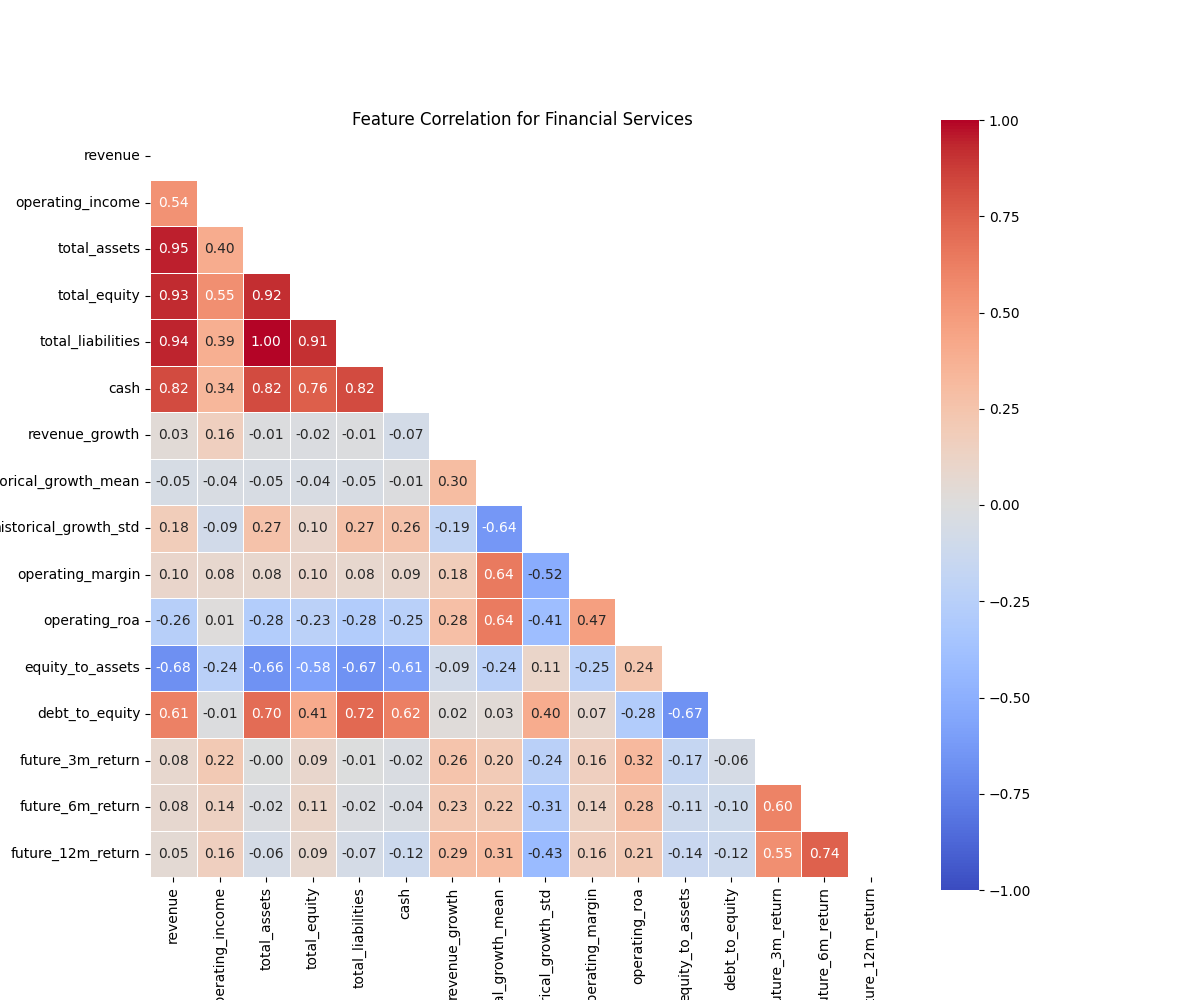 Feature Correlation for Financial Services
revenue
operating_income 0.54
total_assets 0.95 0.40
total_equity 0.93 0.55 0.92
total_liabilities 0.94 0.39 1.00 0.91
cash 0.82 0.34 0.82 0.76 0.82
revenue_growth 0.03 0.16 -0.01 -0.02 -0.01 -0.07
orical_growth_mean -0.05 -0.04 -0.05 -0.04 -0.05 -0.01 0.30
istorical_growth_std 0.18 -0.09 0.27 0.10 0.27 0.26 -0.19 -0.64
operating_margin 0.10 0.08 0.08 0.10 0.08 0.09 0.18 0.64 -0.52
operating_roa -0.26 0.01 -0.28 -0.23 -0.28 -0.25 0.28 0.64 -0.41 0.47
equity_to_assets -0.68 -0.24 -0.66 -0.58 -0.67 -0.61 -0.09 -0.24 0.11 -0.25 0.24
debt_to_equity 0.61 -0.01 0.70 0.41 0.72 0.62 0.02 0.03 0.40 0.07 -0.28 -0.67
future_3m_return 0.08 0.22 -0.00 0.09 -0.01 -0.02 0.26 0.20 -0.24 0.16 0.32 -0.17 -0.06
future_6m_return 0.08 0.14 -0.02 0.11 -0.02 -0.04 0.23 0.22 -0.31 0.14 0.28 -0.11 -0.10 0.60
future_12m_return 0.05 0.16 -0.06 0.09 -0.07 -0.12 0.29 0.31 -0.43 0.16 0.21 -0.14 -0.12 0.55 0.74
revenue
perating_income
total_assets
total_equity
total_liabilities
cash
revenue_growth
al_growth_mean
rical_growth_std
perating_margin
operating_roa
equity_to_assets
debt_to_equity
uture_3m_return
uture_6m_return
ure_12m_return
1.00
0.75
0.50
0.25
0.00
−0.25
−0.50
−0.75
−1.00